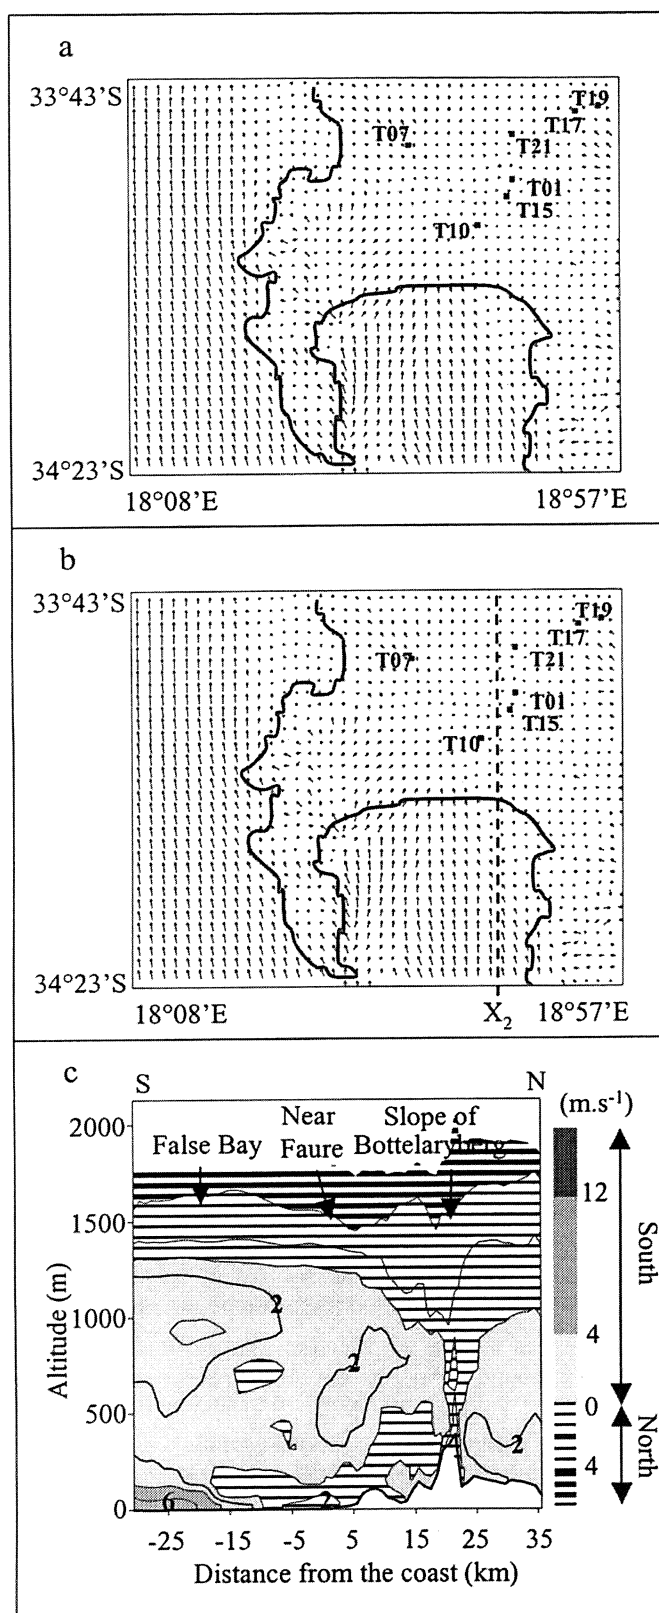 a
33°43'S
T19
T17
T07
T21
T01
T15
T10
34°23'S
18°08'E 18°57'E
b
33°43'S
T19
T17
T07
T21
T01
T15
T10
34°23'S
18°08'E X₂ 18°57'E
c
S N (m.s⁻¹)
2000
False Bay
Near Faure
Slope of Bottelaryberg
12
1500
South
Altitude (m)
1000
2
4
2
0
500
2
North
4
6
2
0
-25 -15 -5 5 15 25 35
Distance from the coast (km)